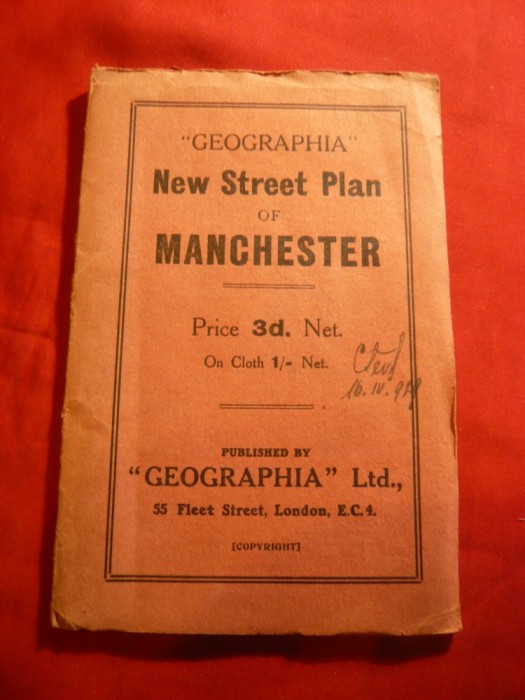 "GEOGRAPHIA"
New Street Plan
OF
MANCHESTER
Price 3d. Net.
On Cloth 1/- Net.
PUBLISHED BY
"GEOGRAPHIA" Ltd.,
55 Fleet Street, London, E.C.4.
[COPYRIGHT]